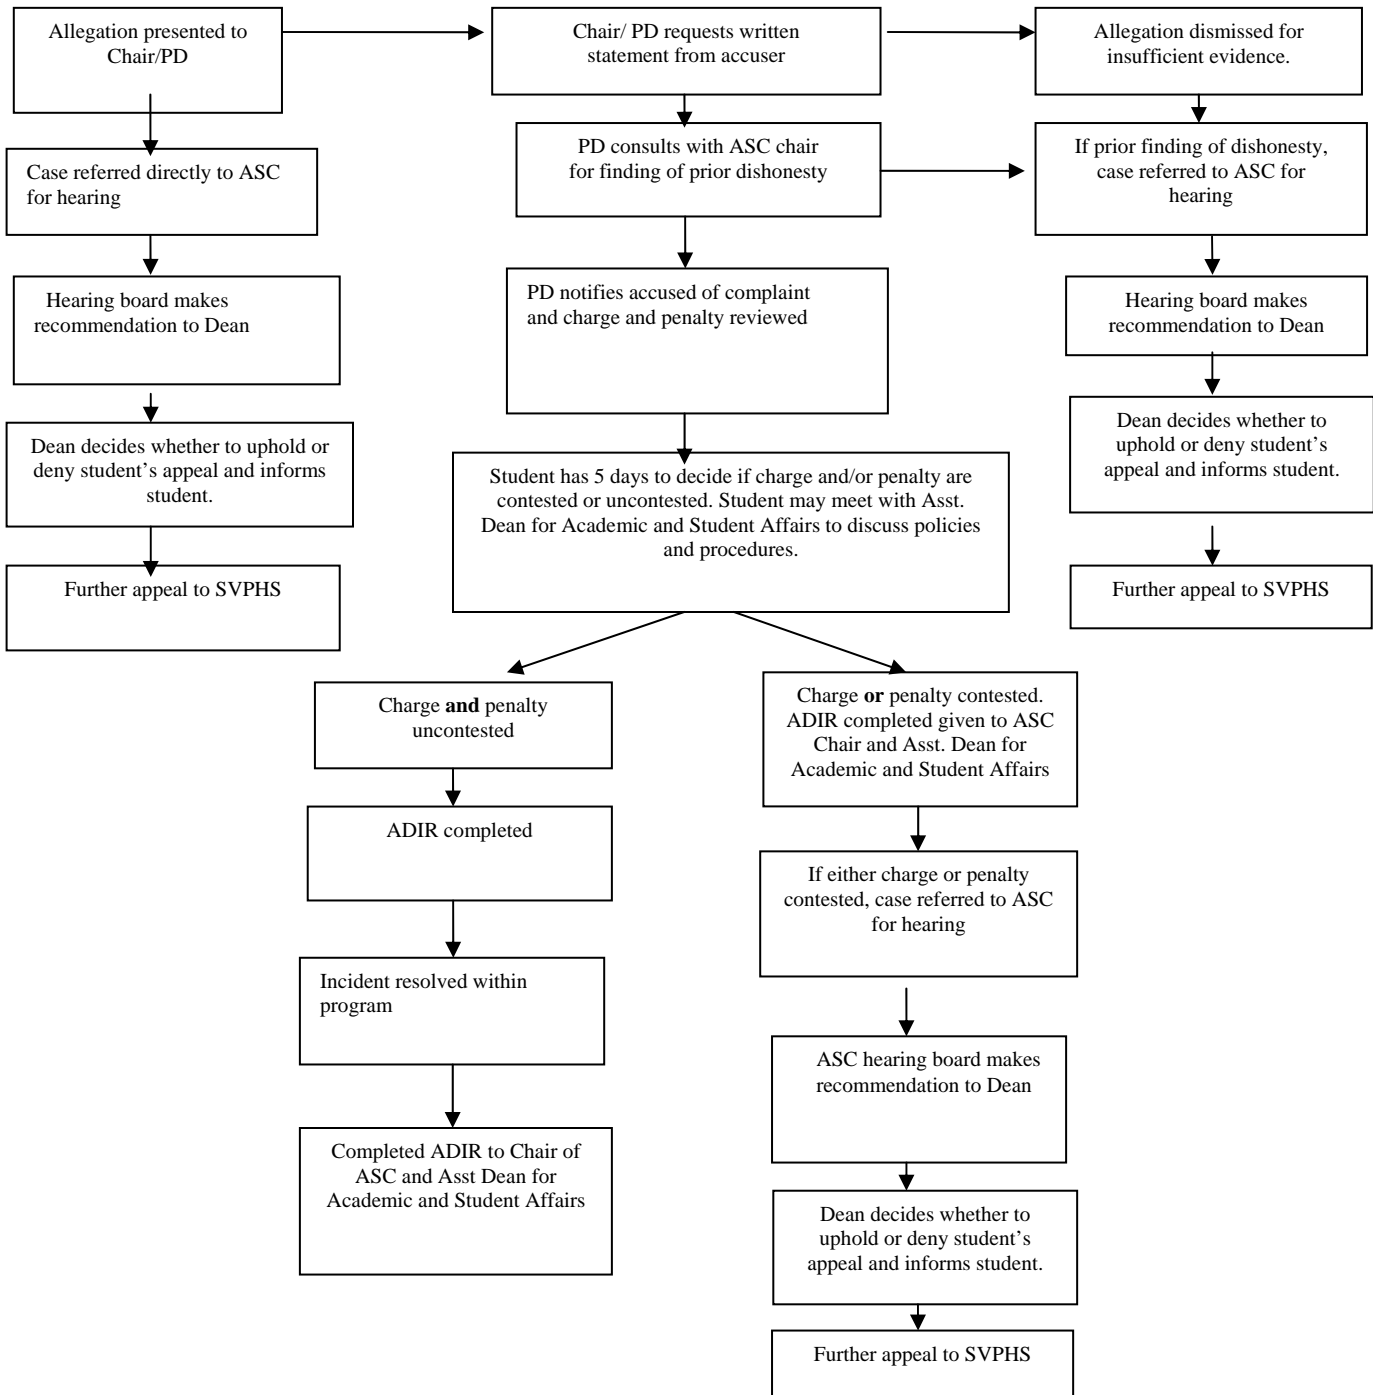 Allegation presented to
Chair/PD
Chair/ PD requests written
statement from accuser
Allegation dismissed for
insufficient evidence.
Case referred directly to ASC
for hearing
PD consults with ASC chair
for finding of prior dishonesty
If prior finding of dishonesty,
case referred to ASC for
hearing
Hearing board makes
recommendation to Dean
PD notifies accused of complaint
and charge and penalty reviewed
Hearing board makes
recommendation to Dean
Dean decides whether to uphold or
deny student’s appeal and informs
student.
Student has 5 days to decide if charge and/or penalty are
contested or uncontested. Student may meet with Asst.
Dean for Academic and Student Affairs to discuss policies
and procedures.
Dean decides whether to
uphold or deny student’s
appeal and informs student.
Further appeal to SVPHS
Further appeal to SVPHS
Charge and penalty
uncontested
Charge or penalty contested.
ADIR completed given to ASC
Chair and Asst. Dean for
Academic and Student Affairs
ADIR completed
If either charge or penalty
contested, case referred to ASC
for hearing
Incident resolved within
program
ASC hearing board makes
recommendation to Dean
Completed ADIR to Chair of
ASC and Asst Dean for
Academic and Student Affairs
Dean decides whether to
uphold or deny student’s
appeal and informs student.
Further appeal to SVPHS